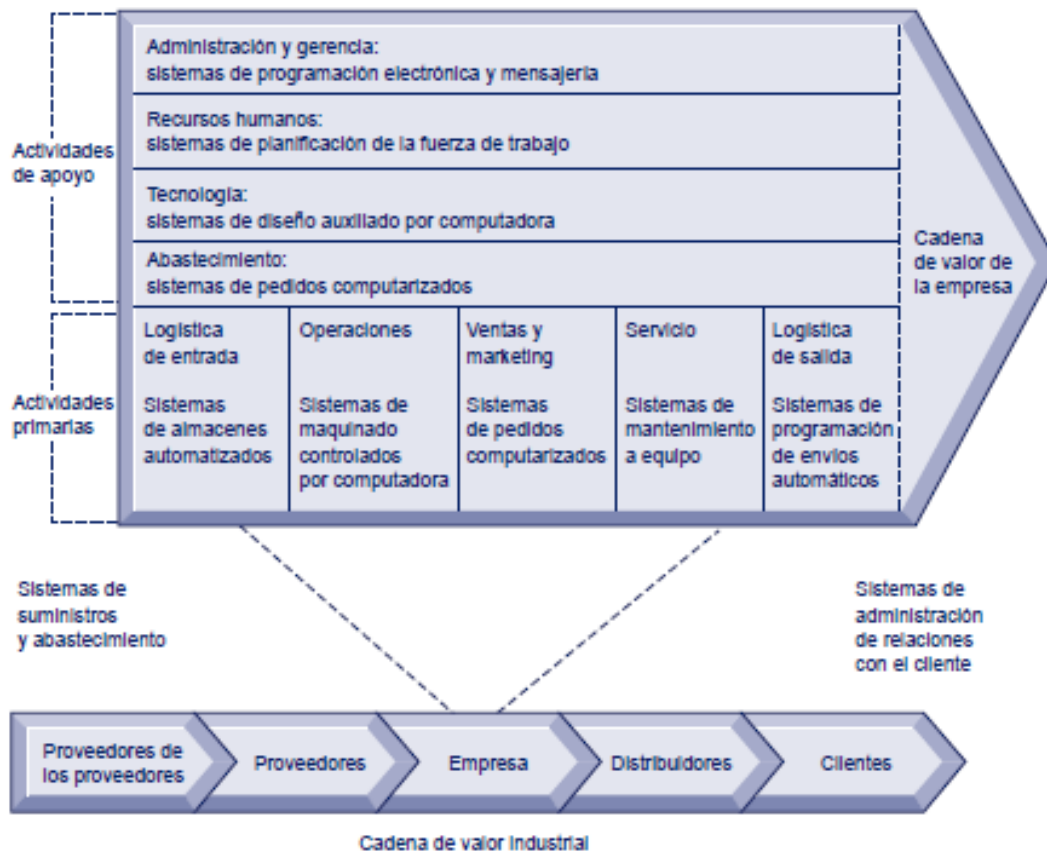 Administración y gerencia:
sistemas de programación electrónica y mensajería
Recursos humanos:
sistemas de planificación de la fuerza de trabajo
Actividades
de apoyo
Tecnología:
sistemas de diseño auxiliado por computadora
Abastecimiento:
sistemas de pedidos computarizados
Cadena
de valor de
la empresa
Actividades
primarias
Logística
de entrada
Sistemas
de almacenes
automatizados
Operaciones
Sistemas de
maquinado
controlados
por computadora
Ventas y
marketing
Sistemas
de pedidos
computarizados
Servicio
Sistemas de
mantenimiento
a equipo
Logística
de salida
Sistemas de
programación
de envíos
automáticos
Sistemas de
suministros
y abastecimiento
Sistemas de
administración
de relaciones
con el cliente
Proveedores de
los proveedores
Proveedores
Empresa
Distribuidores
Clientes
Cadena de valor industrial